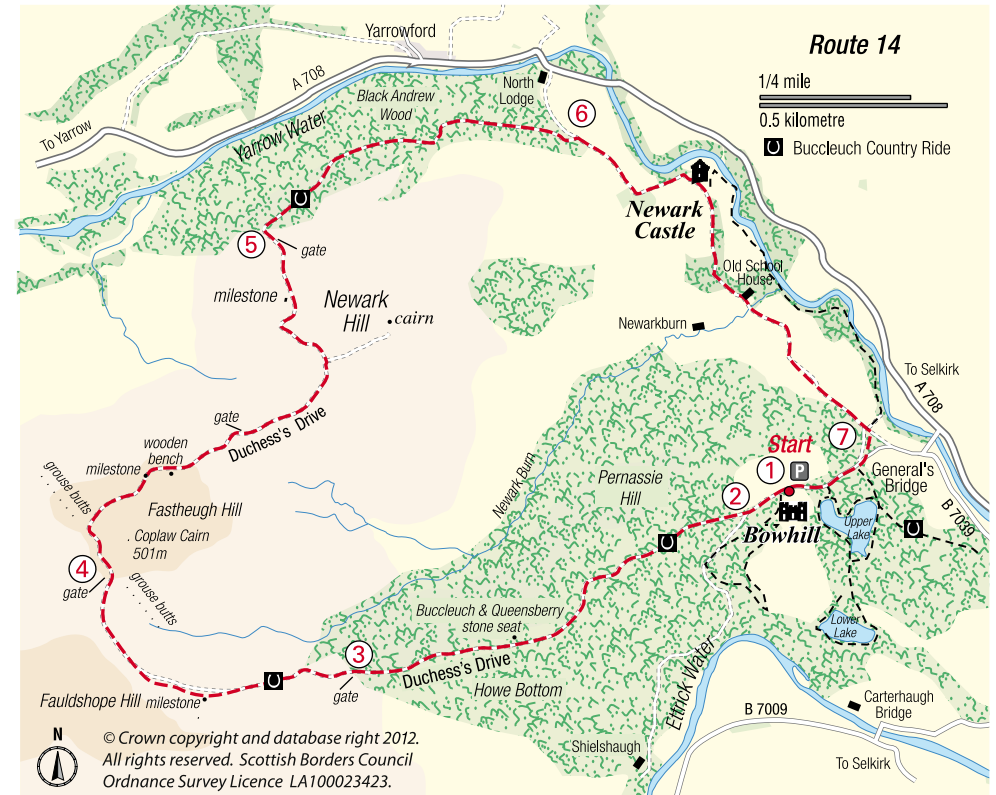 Yarrowford
Route 14
1/4 mile
0.5 kilometre
Buccleuch Country Ride
A 708
North
Lodge
Black Andrew
Wood
To Yarrow
Yarrow Water
6
Newark
Castle
5
gate
milestone
Newark
Hill
cairn
Old School
House
Newarkburn
To Selkirk
A 708
gate
Duchess's Drive
wooden
bench
milestone
grouse butts
Fastheugh Hill
Coplaw Cairn
501m
4
gate
grouse butts
Newark Burn
Pernassie
Hill
Start
7
1
P
2
General's
Bridge
B 7039
Bowhill
Upper
Lake
Lower
Lake
Buccleuch & Queensberry
stone seat
3
gate
Duchess's Drive
Howe Bottom
Ettrick Water
Fauldshope Hill
milestone
Carterhaugh
Bridge
B 7009
Shielshaugh
To Selkirk
N
© Crown copyright and database right 2012.
All rights reserved. Scottish Borders Council
Ordnance Survey Licence LA100023423.